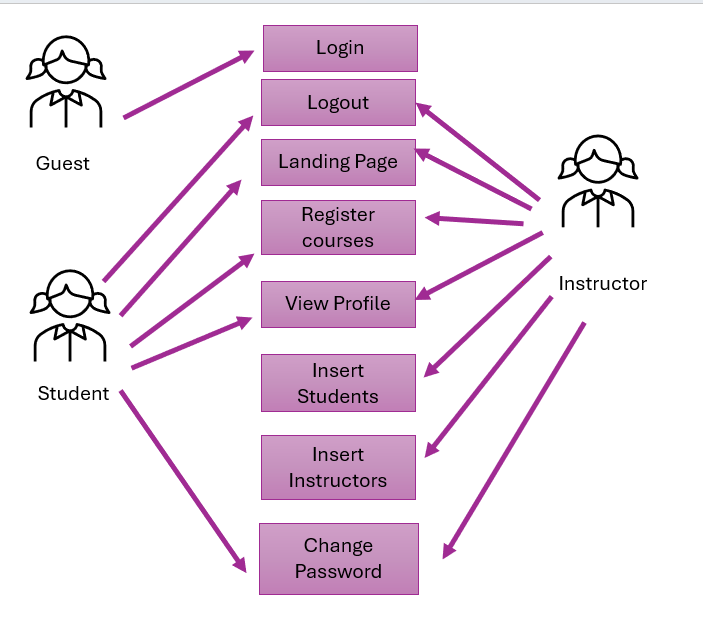 Login
Logout
Landing Page
Register
courses
View Profile
Insert
Students
Insert
Instructors
Change
Password
Guest
Student
Instructor